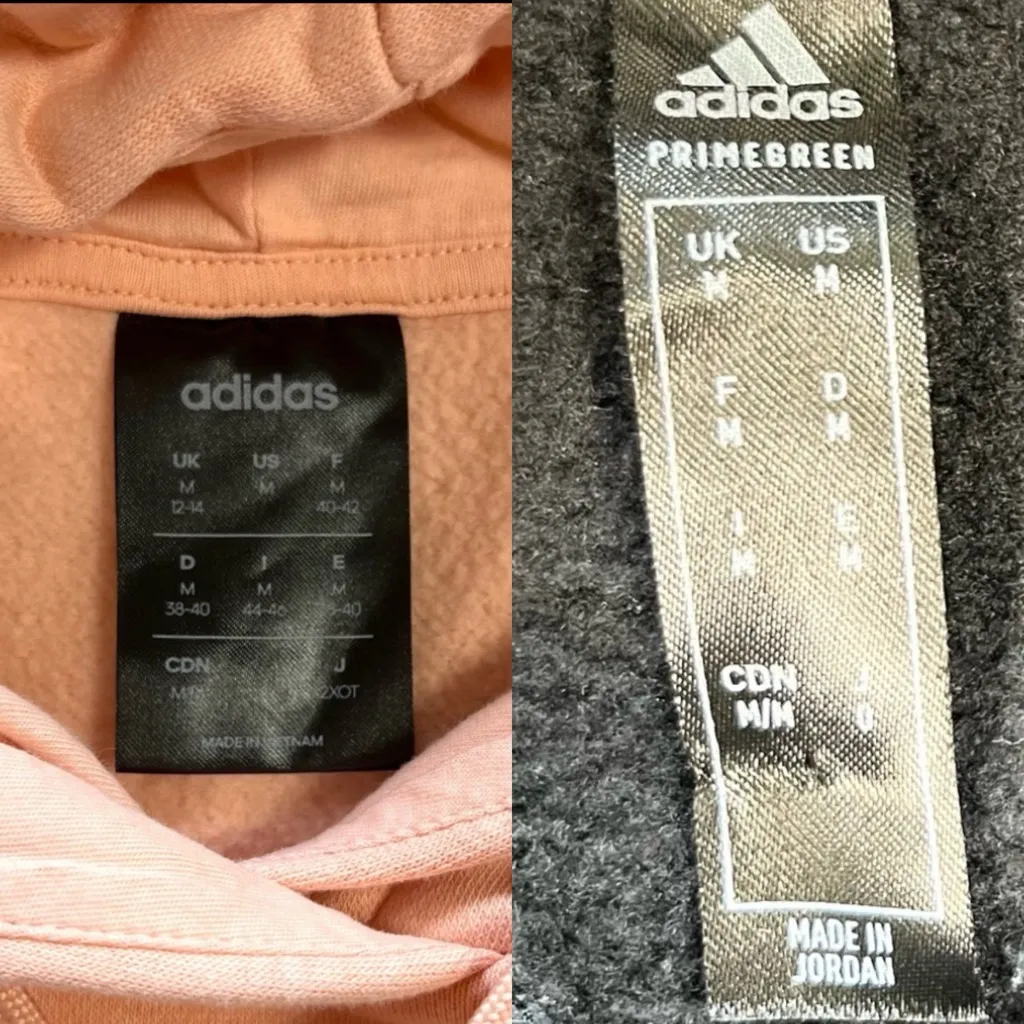 adidas
UK US F
M M M
12-14 40-42
D I E
M M M
38-40 44-46
CDN J
2XOT
MADE IN VIETNAM
adidas
PRIMEGREEN
UK US
M M
F D
M M
I E
M M
CDN J
M/M O
MADE IN
JORDAN